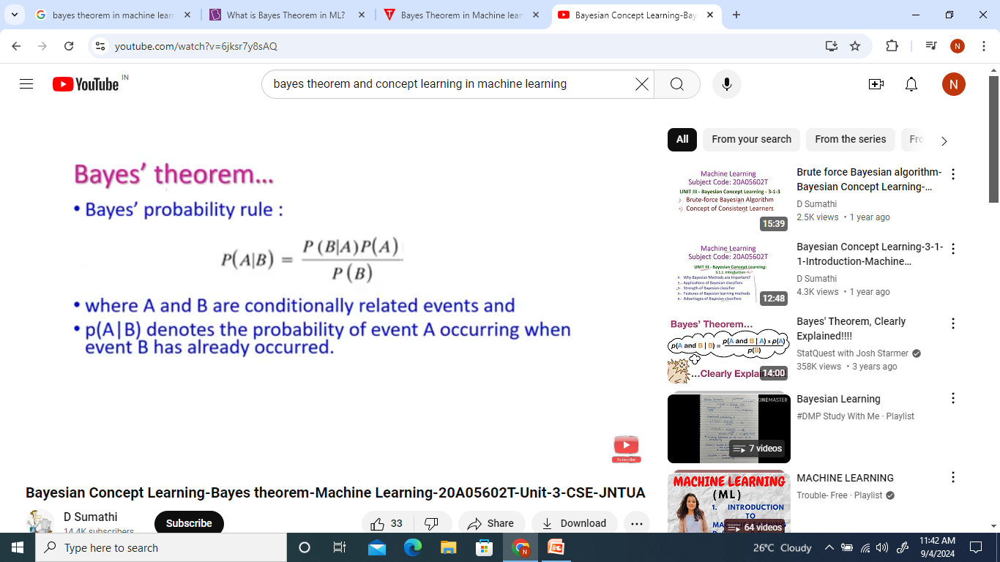 bayes theorem in machine learn
What is Bayes Theorem in ML?
Bayes Theorem in Machine lear
Bayesian Concept Learning-Bay
youtube.com/watch?v=6jksr7y8sAQ
N
YouTube IN
bayes theorem and concept learning in machine learning
N
Bayes' theorem...
• Bayes' probability rule :
P(A|B) = P(B|A)P(A) / P(B)
• where A and B are conditionally related events and
• p(A|B) denotes the probability of event A occurring when
event B has already occurred.
Subscribe
Bayesian Concept Learning-Bayes theorem-Machine Learning-20A05602T-Unit-3-CSE-JNTUA
D Sumathi
14.4K subscribers
Subscribe
33
Share
Download
All
From your search
From the series
Fro
Machine Learning
Subject Code: 20A05602T
UNIT III - Bayesian Concept Learning - 3-1-3
Brute-force Bayesian Algorithm
Concept of Consistent Learners
15:39
Brute force Bayesian algorithm-
Bayesian Concept Learning-...
D Sumathi
2.5K views • 1 year ago
Machine Learning
Subject Code: 20A05602T
UNIT III - Bayesian Concept Learning:
3.1.1. Introduction
Why Bayesian Methods are Important?
Applications of Bayesian classifiers
Strength of Bayesian classifier
Features of Bayesian learning methods
Advantages of Bayesian classifiers
12:48
Bayesian Concept Learning-3-1-
1-Introduction-Machine...
D Sumathi
4.3K views • 1 year ago
Bayes' Theorem...
p(A and B | B) = p(A and B | A) x p(A) / p(B)
...Clearly Explai
14:00
Bayes' Theorem, Clearly
Explained!!!!
StatQuest with Josh Starmer
358K views • 3 years ago
KINEMASTER
7 videos
Bayesian Learning
#DMP Study With Me · Playlist
MACHINE LEARNING
(ML)
1. INTRODUCTION
TO
64 videos
MACHINE LEARNING
Trouble- Free · Playlist
Type here to search
N
26°C Cloudy
11:42 AM
9/4/2024